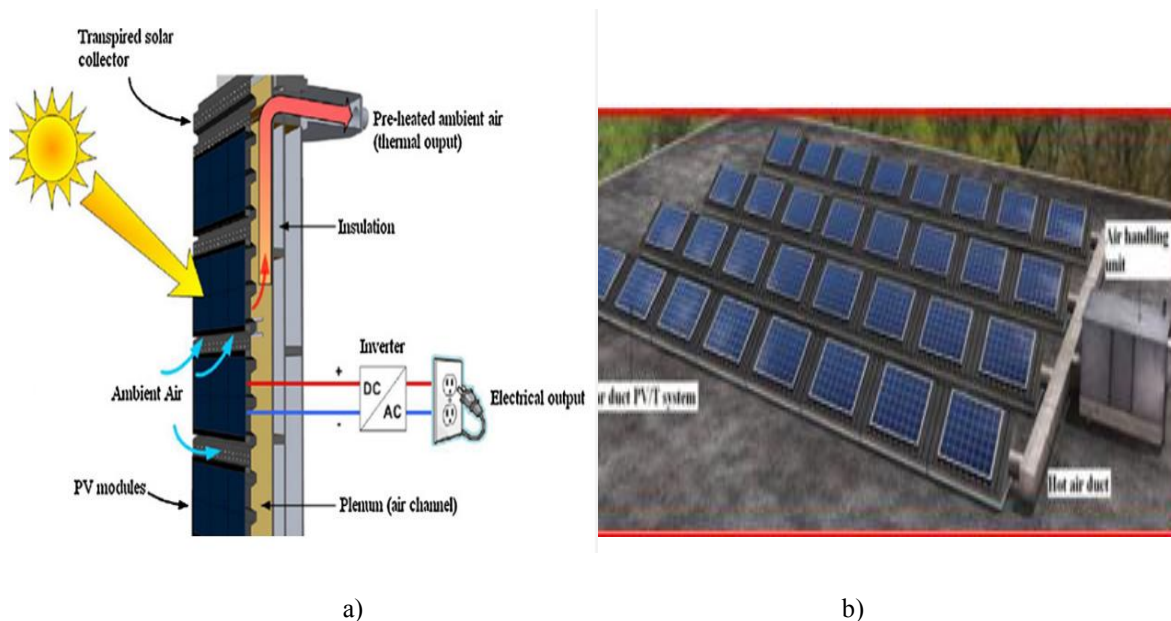 Transpired solar
collector
Pre-heated ambient air
(thermal ouput)
Insulation
Inverter
+
DC
AC
-
Electrical output
Ambient Air
PV modules
Plenum (air channel)
a)
Air handling
unit
duct PV/T system
Hot air duct
b)